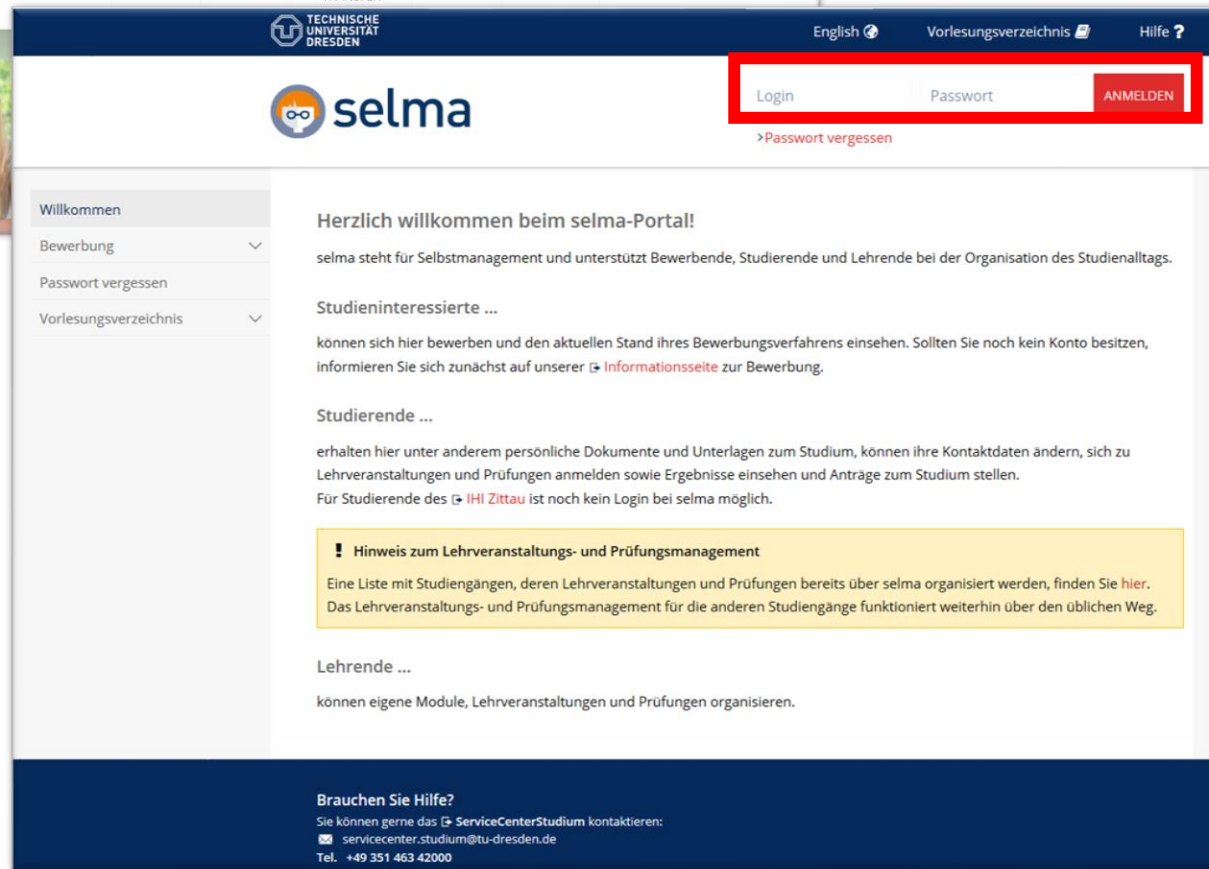 TECHNISCHE
UNIVERSITÄT
DRESDEN
English
Vorlesungsverzeichnis
Hilfe ?
selma
Login
Passwort
ANMELDEN
>Passwort vergessen
Willkommen
Bewerbung
Passwort vergessen
Vorlesungsverzeichnis
Herzlich willkommen beim selma-Portal!
selma steht für Selbstmanagement und unterstützt Bewerbende, Studierende und Lehrende bei der Organisation des Studienalltags.
Studieninteressierte ...
können sich hier bewerben und den aktuellen Stand ihres Bewerbungsverfahrens einsehen. Sollten Sie noch kein Konto besitzen,
informieren Sie sich zunächst auf unserer Informationsseite zur Bewerbung.
Studierende ...
erhalten hier unter anderem persönliche Dokumente und Unterlagen zum Studium, können ihre Kontaktdaten ändern, sich zu
Lehrveranstaltungen und Prüfungen anmelden sowie Ergebnisse einsehen und Anträge zum Studium stellen.
Für Studierende des IHI Zittau ist noch kein Login bei selma möglich.
! Hinweis zum Lehrveranstaltungs- und Prüfungsmanagement
Eine Liste mit Studiengängen, deren Lehrveranstaltungen und Prüfungen bereits über selma organisiert werden, finden Sie hier.
Das Lehrveranstaltungs- und Prüfungsmanagement für die anderen Studiengänge funktioniert weiterhin über den üblichen Weg.
Lehrende ...
können eigene Module, Lehrveranstaltungen und Prüfungen organisieren.
Brauchen Sie Hilfe?
Sie können gerne das ServiceCenterStudium kontaktieren:
servicecenter.studium@tu-dresden.de
Tel. +49 351 463 42000